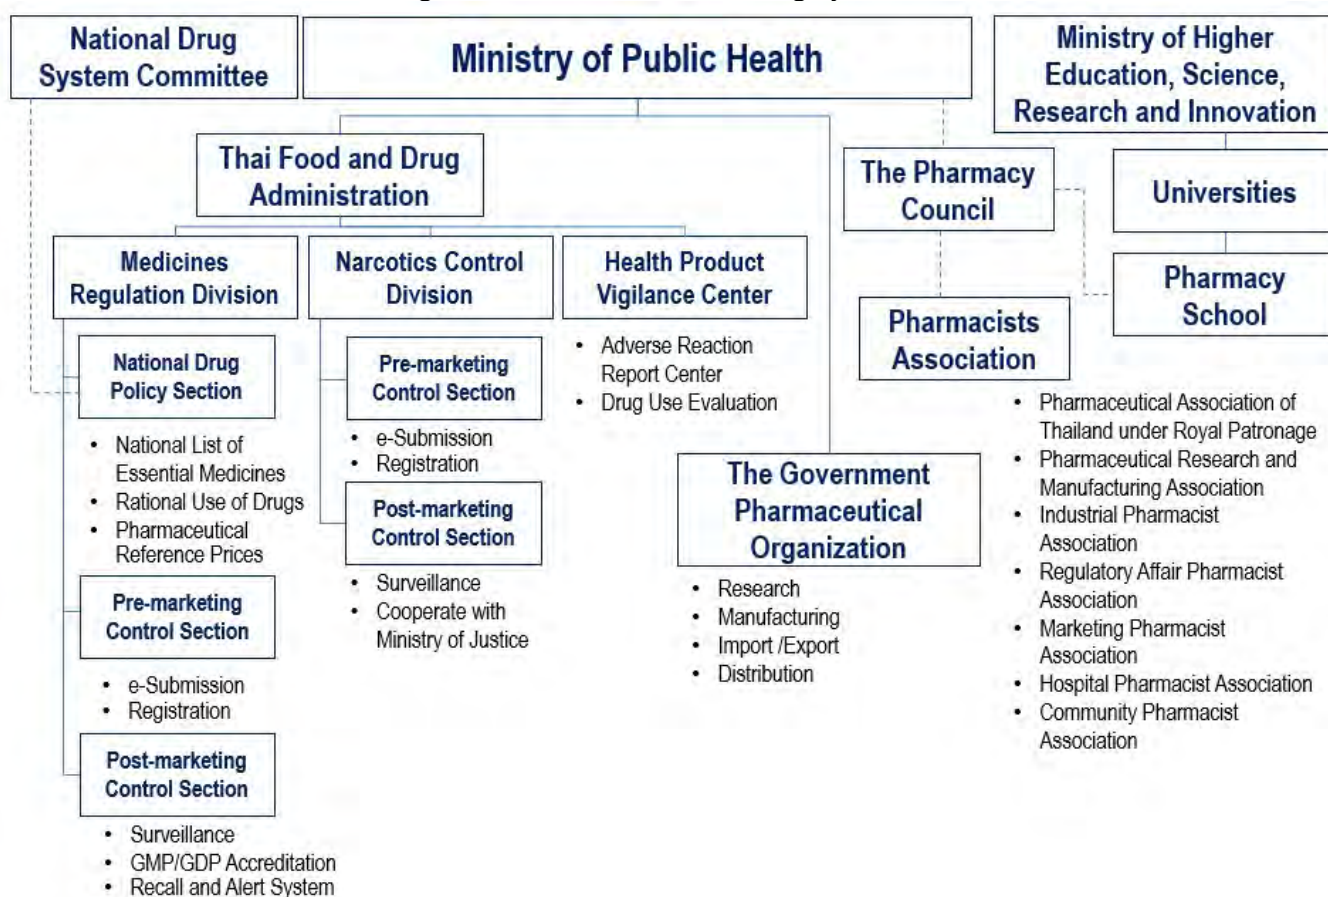 National Drug
System Committee
Ministry of Public Health
Ministry of Higher
Education, Science,
Research and Innovation
Thai Food and Drug
Administration
The Pharmacy
Council
Universities
Medicines
Regulation Division
Narcotics Control
Division
Health Product
Vigilance Center
Pharmacy
School
Pharmacists
Association
National Drug
Policy Section
• National List of
Essential Medicines
• Rational Use of Drugs
• Pharmaceutical
Reference Prices
Pre-marketing
Control Section
• e-Submission
• Registration
Post-marketing
Control Section
• Surveillance
• GMP/GDP Accreditation
• Recall and Alert System
Pre-marketing
Control Section
• e-Submission
• Registration
Post-marketing
Control Section
• Surveillance
• Cooperate with
Ministry of Justice
• Adverse Reaction
Report Center
• Drug Use Evaluation
The Government
Pharmaceutical
Organization
• Research
• Manufacturing
• Import /Export
• Distribution
• Pharmaceutical Association of
Thailand under Royal Patronage
• Pharmaceutical Research and
Manufacturing Association
• Industrial Pharmacist
Association
• Regulatory Affair Pharmacist
Association
• Marketing Pharmacist
Association
• Hospital Pharmacist Association
• Community Pharmacist
Association